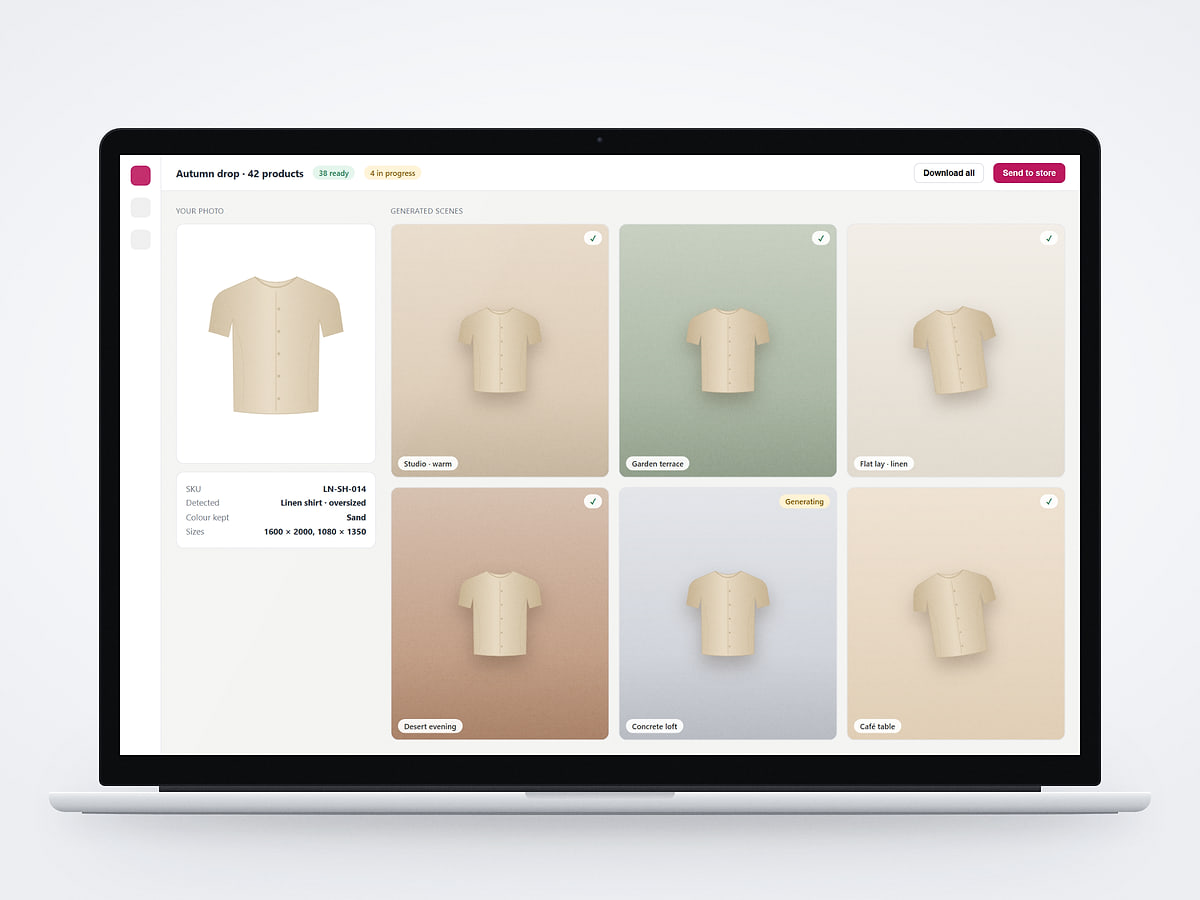 Autumn drop · 42 products
38 ready
4 in progress
Download all
Send to store
YOUR PHOTO
GENERATED SCENES
SKU LN-SH-014
Detected Linen shirt · oversized
Colour kept Sand
Sizes 1600 × 2000, 1080 × 1350
✓
Studio · warm
✓
Garden terrace
✓
Flat lay · linen
✓
Desert evening
Generating
Concrete loft
✓
Café table